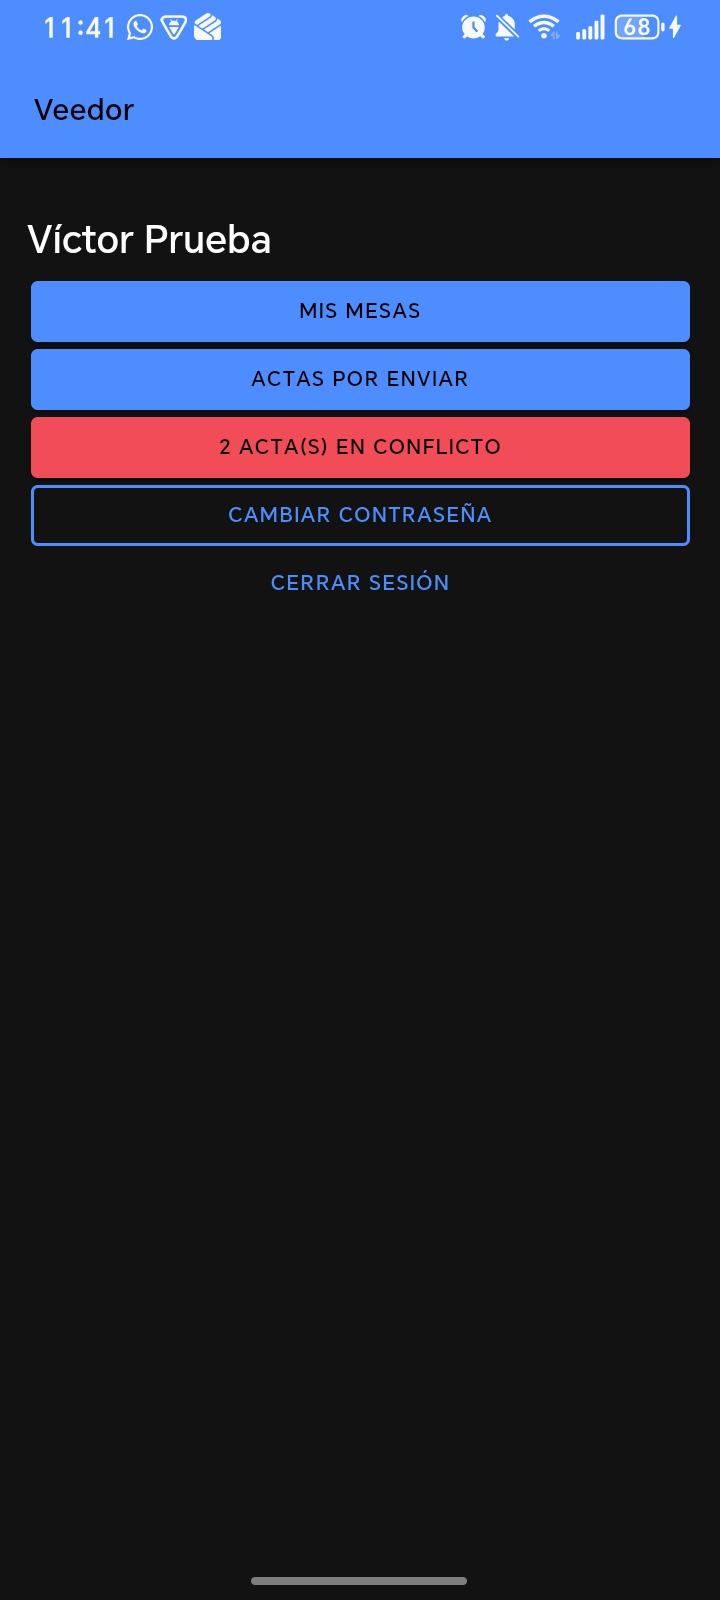 11:41
68
Veedor
Víctor Prueba
MIS MESAS
ACTAS POR ENVIAR
2 ACTA(S) EN CONFLICTO
CAMBIAR CONTRASEÑA
CERRAR SESIÓN